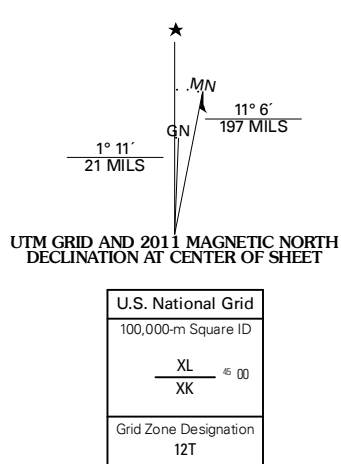 ★
MN
11° 6´
197 MILS
GN
1° 11´
21 MILS
UTM GRID AND 2011 MAGNETIC NORTH
DECLINATION AT CENTER OF SHEET
U.S. National Grid
100,000-m Square ID
XL
45 00
XK
Grid Zone Designation
12T